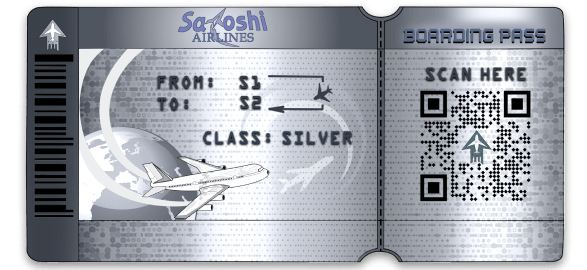 Satoshi
AIRLINES
BOARDING PASS
SCAN HERE
FROM: S1
TO: S2
CLASS: SILVER